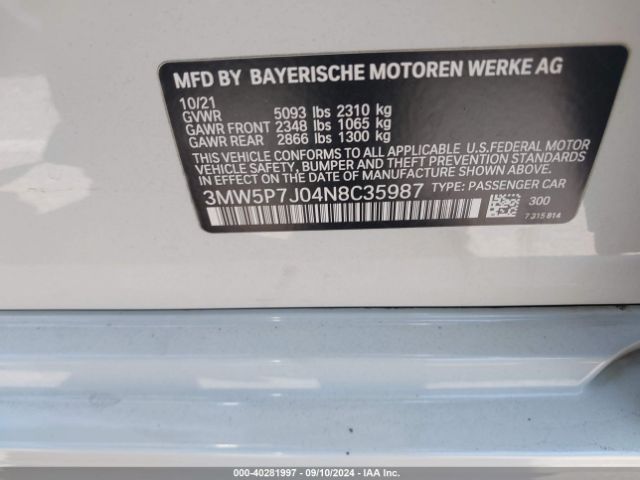 MFD BY BAYERISCHE MOTOREN WERKE AG
10/21
GVWR 5093 lbs 2310 kg
GAWR FRONT 2348 lbs 1065 kg
GAWR REAR 2866 lbs 1300 kg
THIS VEHICLE CONFORMS TO ALL APPLICABLE U.S.FEDERAL MOTOR
VEHICLE SAFETY, BUMPER, AND THEFT PREVENTION STANDARDS
IN EFFECT ON THE DATE OF MANUFACTURE SHOWN ABOVE.
3MW5P7J04N8C35987 TYPE: PASSENGER CAR
300
7 315 814
000-40281997 - 09/10/2024 - IAA Inc.